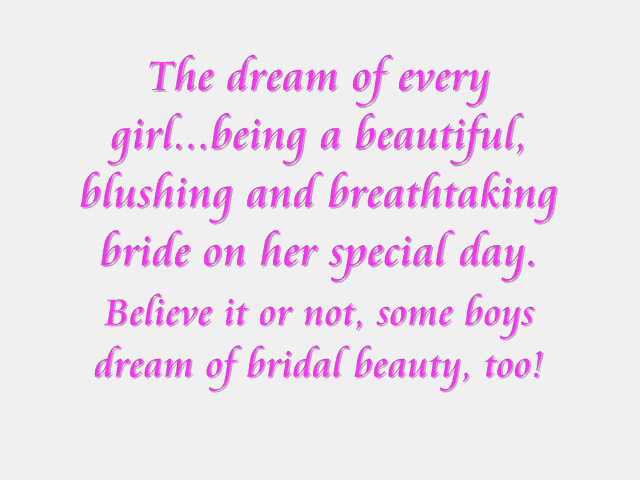 The dream of every
girl...being a beautiful,
blushing and breathtaking
bride on her special day.
Believe it or not, some boys
dream of bridal beauty, too!